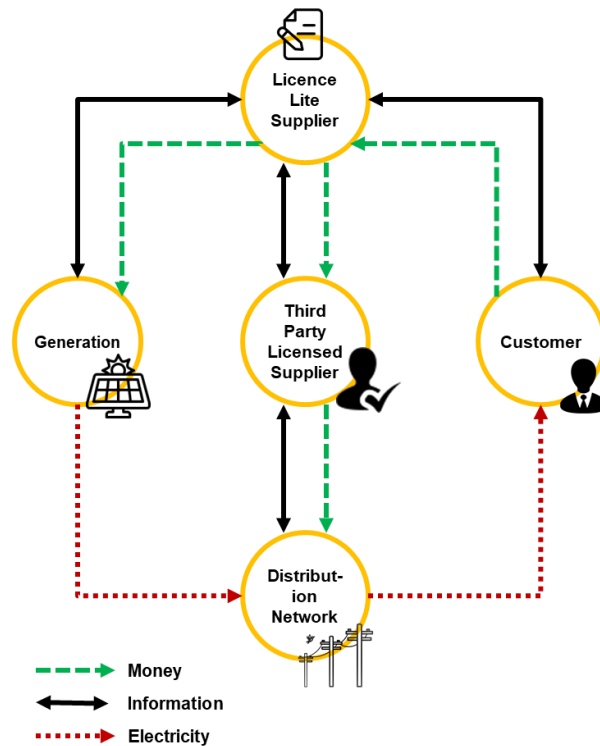 Licence
Lite
Supplier
Generation
Third
Party
Licensed
Supplier
Customer
Distribut-
ion
Network
Money
Information
Electricity